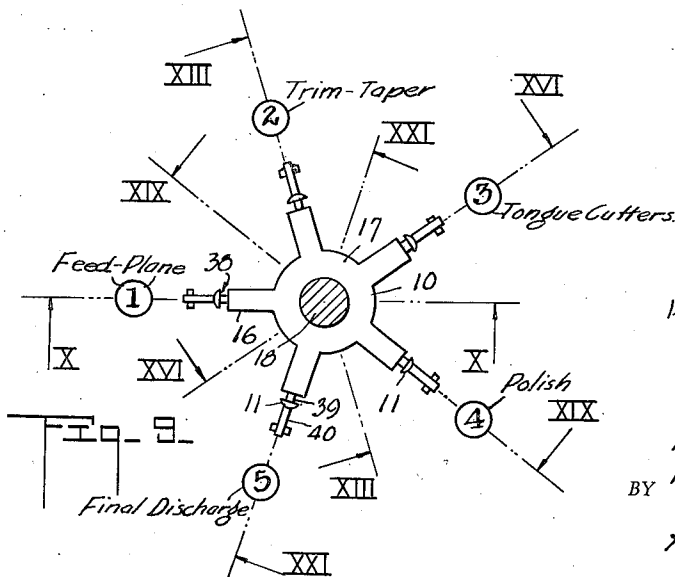 XIII
2
Trim-Taper
XVI
XXI
XIX
3
Tongue Cutters
17
Feed-Plane
38
10
1
16
X
18
X
XVI
11
39
11
Polish
40
4
XIX
Fig. 9.
5
XIII
BY
Final Discharge
XXI